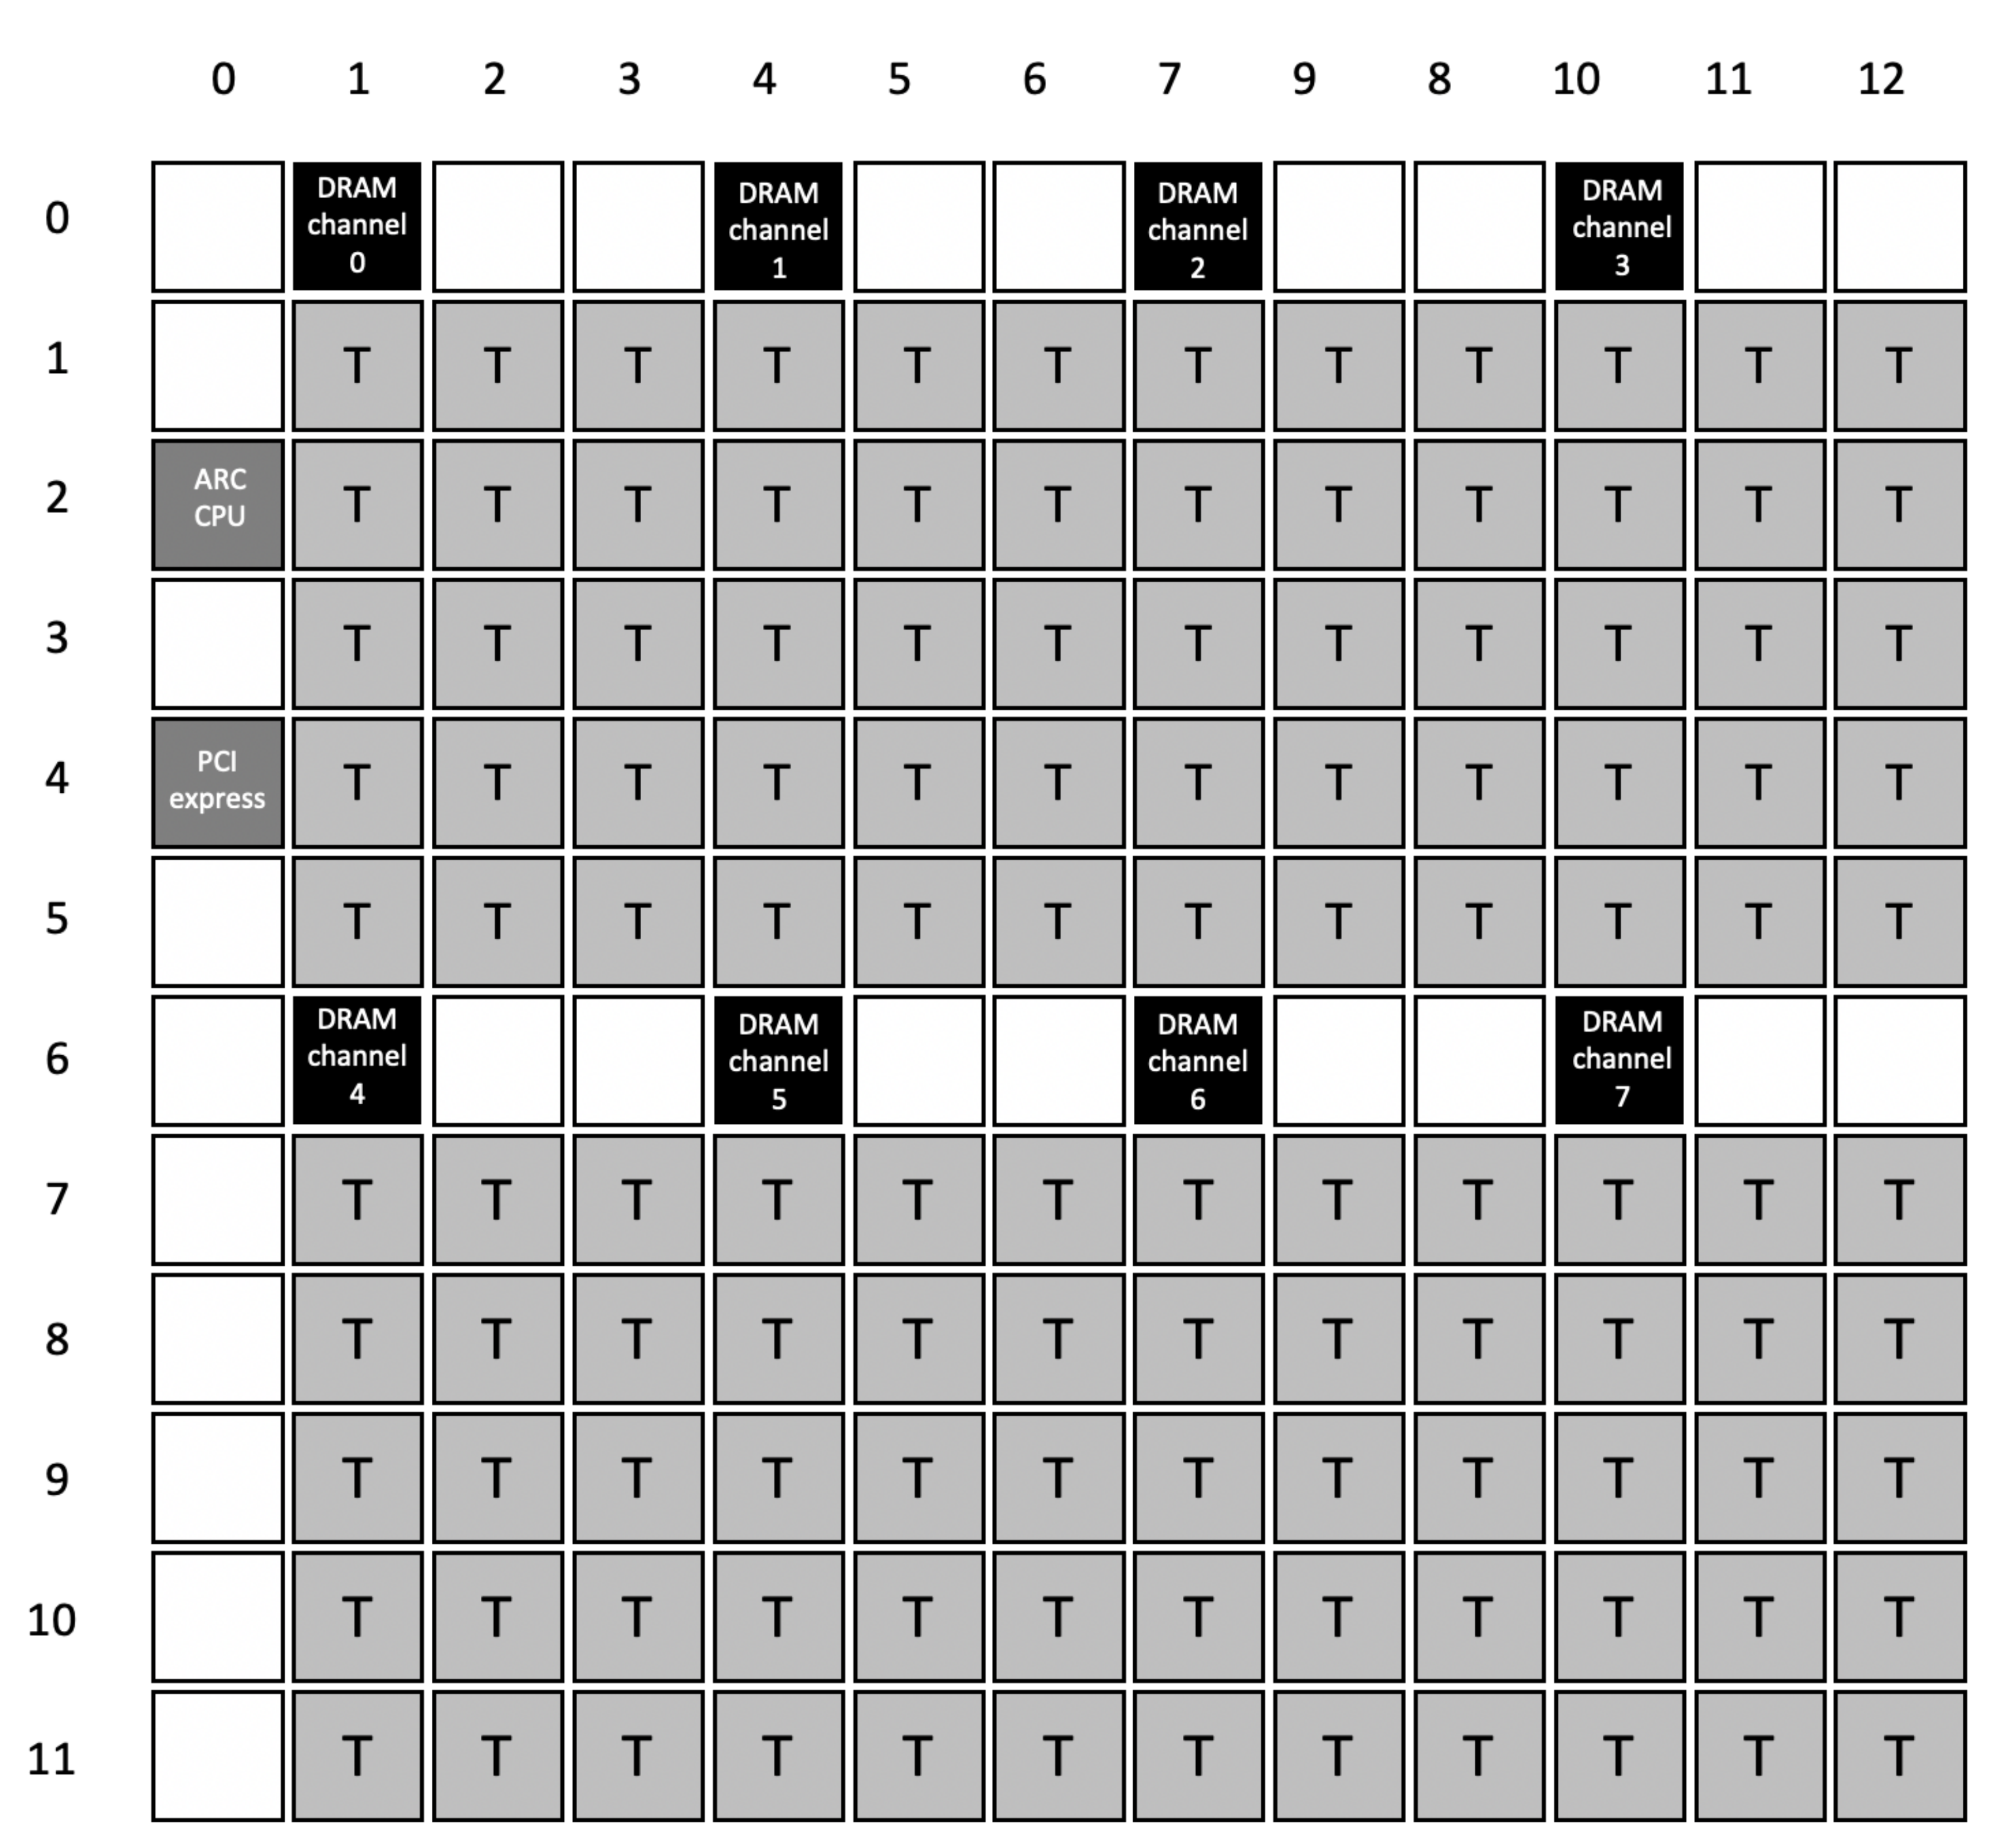 0 1 2 3 4 5 6 7 9 8 10 11 12
0 DRAM channel 0 DRAM channel 1 DRAM channel 2 DRAM channel 3
1 T T T T T T T T T T T T
2 ARC CPU T T T T T T T T T T T T
3 T T T T T T T T T T T T
4 PCI express T T T T T T T T T T T T
5 T T T T T T T T T T T T
6 DRAM channel 4 DRAM channel 5 DRAM channel 6 DRAM channel 7
7 T T T T T T T T T T T T
8 T T T T T T T T T T T T
9 T T T T T T T T T T T T
10 T T T T T T T T T T T T
11 T T T T T T T T T T T T